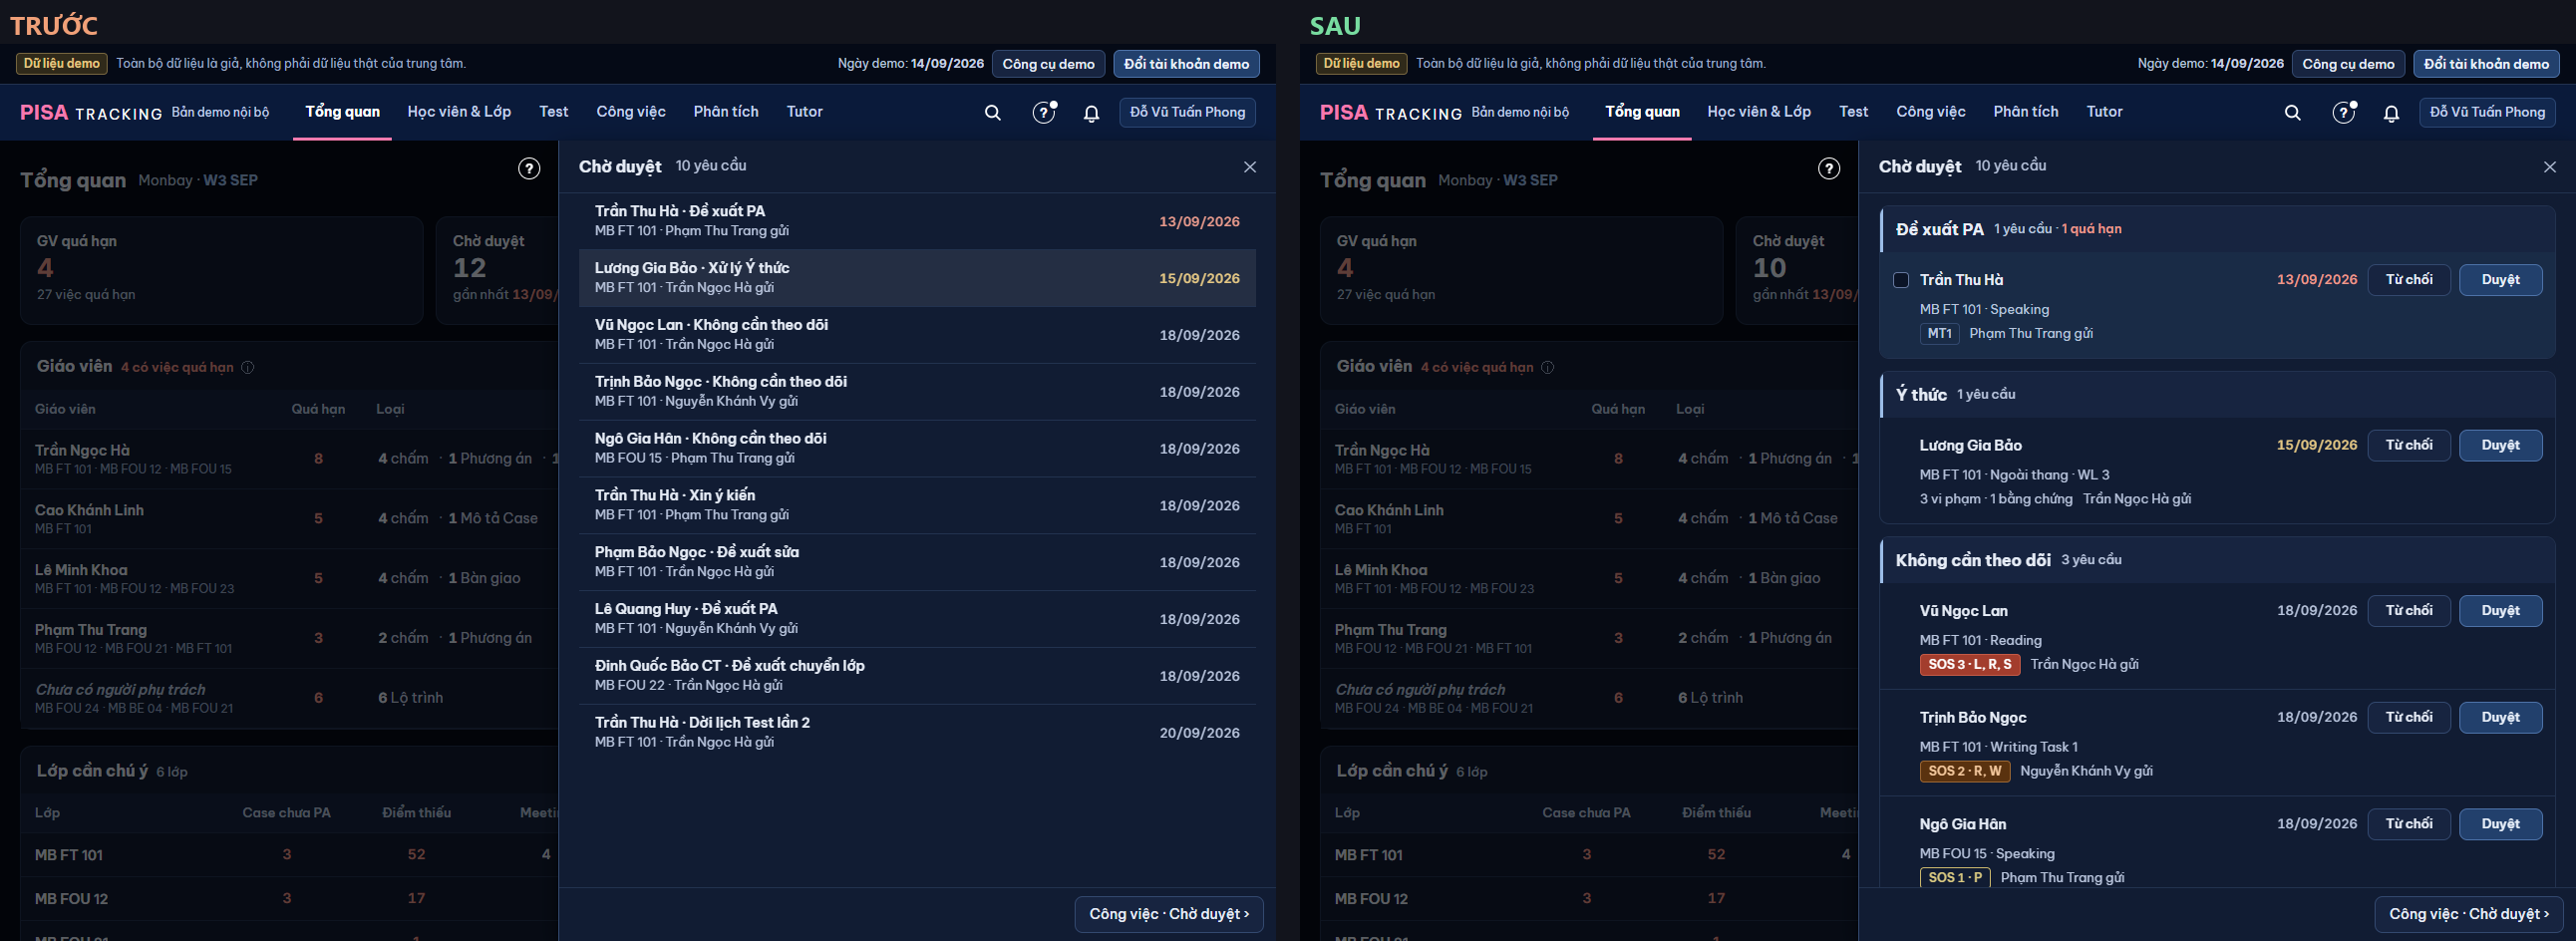 TRƯỚC
Dữ liệu demo Toàn bộ dữ liệu là giả, không phải dữ liệu thật của trung tâm. Ngày demo: 14/09/2026 Công cụ demo Đổi tài khoản demo
PISA TRACKING Bản demo nội bộ Tổng quan Học viên & Lớp Test Công việc Phân tích Tutor ? Đỗ Vũ Tuấn Phong
Tổng quan Monbay · W3 SEP ?
GV quá hạn
4
27 việc quá hạn
Chờ duyệt
12
gần nhất 13/09/
Giáo viên 4 có việc quá hạn
Giáo viên Quá hạn Loại
Trần Ngọc Hà 8 4 chấm · 1 Phương án · 1
MB FT 101 · MB FOU 12 · MB FOU 15
Cao Khánh Linh 5 4 chấm · 1 Mô tả Case
MB FT 101
Lê Minh Khoa 5 4 chấm · 1 Bàn giao
MB FT 101 · MB FOU 12 · MB FOU 23
Phạm Thu Trang 3 2 chấm · 1 Phương án
MB FOU 12 · MB FOU 21 · MB FT 101
Chưa có người phụ trách 6 6 Lộ trình
MB FOU 24 · MB BE 04 · MB FOU 21
Lớp cần chú ý 6 lớp
Lớp Case chưa PA Điểm thiếu Meeti
MB FT 101 3 52 4
MB FOU 12 3 17
Chờ duyệt 10 yêu cầu
Trần Thu Hà · Đề xuất PA
MB FT 101 · Phạm Thu Trang gửi
13/09/2026
Lương Gia Bảo · Xử lý Ý thức
MB FT 101 · Trần Ngọc Hà gửi
15/09/2026
Vũ Ngọc Lan · Không cần theo dõi
MB FT 101 · Trần Ngọc Hà gửi
18/09/2026
Trịnh Bảo Ngọc · Không cần theo dõi
MB FT 101 · Nguyễn Khánh Vy gửi
18/09/2026
Ngô Gia Hân · Không cần theo dõi
MB FOU 15 · Phạm Thu Trang gửi
18/09/2026
Trần Thu Hà · Xin ý kiến
MB FT 101 · Phạm Thu Trang gửi
18/09/2026
Phạm Bảo Ngọc · Đề xuất sửa
MB FT 101 · Trần Ngọc Hà gửi
18/09/2026
Lê Quang Huy · Đề xuất PA
MB FT 101 · Nguyễn Khánh Vy gửi
18/09/2026
Đinh Quốc Bảo CT · Đề xuất chuyển lớp
MB FOU 22 · Trần Ngọc Hà gửi
18/09/2026
Trần Thu Hà · Dời lịch Test lần 2
MB FT 101 · Trần Ngọc Hà gửi
20/09/2026
Công việc · Chờ duyệt ›
SAU
Dữ liệu demo Toàn bộ dữ liệu là giả, không phải dữ liệu thật của trung tâm. Ngày demo: 14/09/2026 Công cụ demo Đổi tài khoản demo
PISA TRACKING Bản demo nội bộ Tổng quan Học viên & Lớp Test Công việc Phân tích Tutor ? Đỗ Vũ Tuấn Phong
Tổng quan Monbay · W3 SEP ?
GV quá hạn
4
27 việc quá hạn
Chờ duyệt
10
gần nhất 13/09/
Giáo viên 4 có việc quá hạn
Giáo viên Quá hạn Loại
Trần Ngọc Hà 8 4 chấm · 1 Phương án · 1
MB FT 101 · MB FOU 12 · MB FOU 15
Cao Khánh Linh 5 4 chấm · 1 Mô tả Case
MB FT 101
Lê Minh Khoa 5 4 chấm · 1 Bàn giao
MB FT 101 · MB FOU 12 · MB FOU 23
Phạm Thu Trang 3 2 chấm · 1 Phương án
MB FOU 12 · MB FOU 21 · MB FT 101
Chưa có người phụ trách 6 6 Lộ trình
MB FOU 24 · MB BE 04 · MB FOU 21
Lớp cần chú ý 6 lớp
Lớp Case chưa PA Điểm thiếu Meeti
MB FT 101 3 52 4
MB FOU 12 3 17
Chờ duyệt 10 yêu cầu
Đề xuất PA 1 yêu cầu · 1 quá hạn
Trần Thu Hà 13/09/2026 Từ chối Duyệt
MB FT 101 · Speaking
MT1 Phạm Thu Trang gửi
Ý thức 1 yêu cầu
Lương Gia Bảo 15/09/2026 Từ chối Duyệt
MB FT 101 · Ngoài thang · WL 3
3 vi phạm · 1 bằng chứng Trần Ngọc Hà gửi
Không cần theo dõi 3 yêu cầu
Vũ Ngọc Lan 18/09/2026 Từ chối Duyệt
MB FT 101 · Reading
SOS 3 · L, R, S Trần Ngọc Hà gửi
Trịnh Bảo Ngọc 18/09/2026 Từ chối Duyệt
MB FT 101 · Writing Task 1
SOS 2 · R, W Nguyễn Khánh Vy gửi
Ngô Gia Hân 18/09/2026 Từ chối Duyệt
MB FOU 15 · Speaking
SOS 1 · P Phạm Thu Trang gửi
Công việc · Chờ duyệt ›